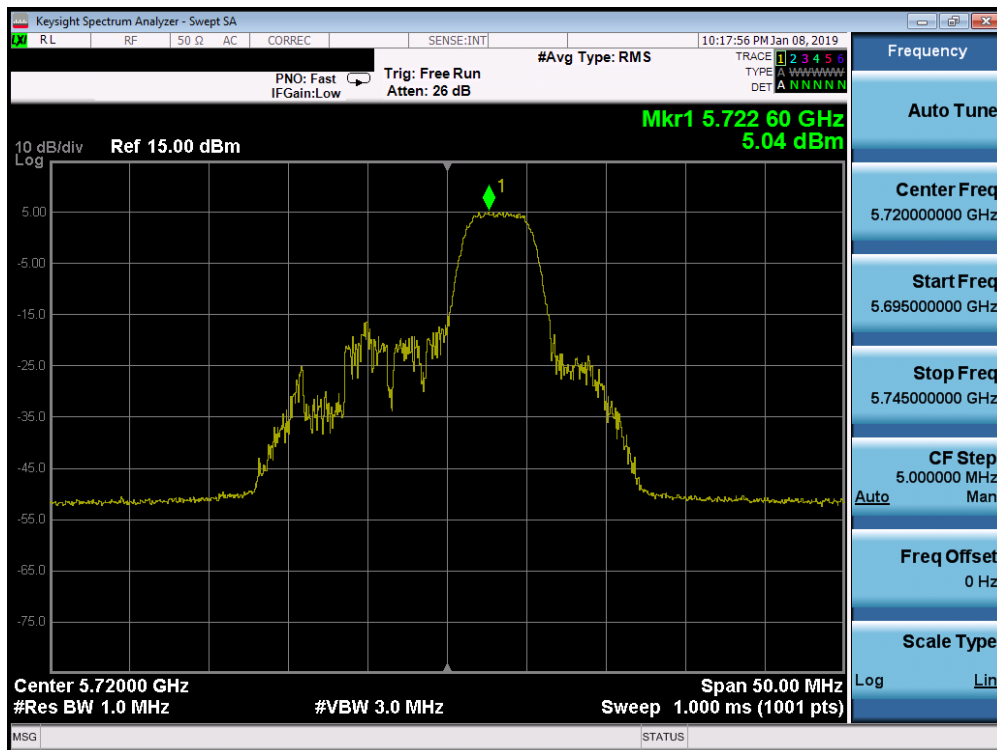 Keysight Spectrum Analyzer - Swept SA
LXI RL RF 50 Ω AC CORREC SENSE:INT 10:17:56 PM Jan 08, 2019
#Avg Type: RMS TRACE 1 2 3 4 5 6
PNO: Fast Trig: Free Run TYPE A WWWWW
IFGain:Low Atten: 26 dB DET A N N N N N
Mkr1 5.722 60 GHz
5.04 dBm
10 dB/div Ref 15.00 dBm
Log
1
5.00
-5.00
-15.0
-25.0
-35.0
-45.0
-55.0
-65.0
-75.0
Center 5.72000 GHz Span 50.00 MHz
#Res BW 1.0 MHz #VBW 3.0 MHz Sweep 1.000 ms (1001 pts)
MSG STATUS
Frequency
Auto Tune
Center Freq
5.720000000 GHz
Start Freq
5.695000000 GHz
Stop Freq
5.745000000 GHz
CF Step
5.000000 MHz
Auto Man
Freq Offset
0 Hz
Scale Type
Log Lin